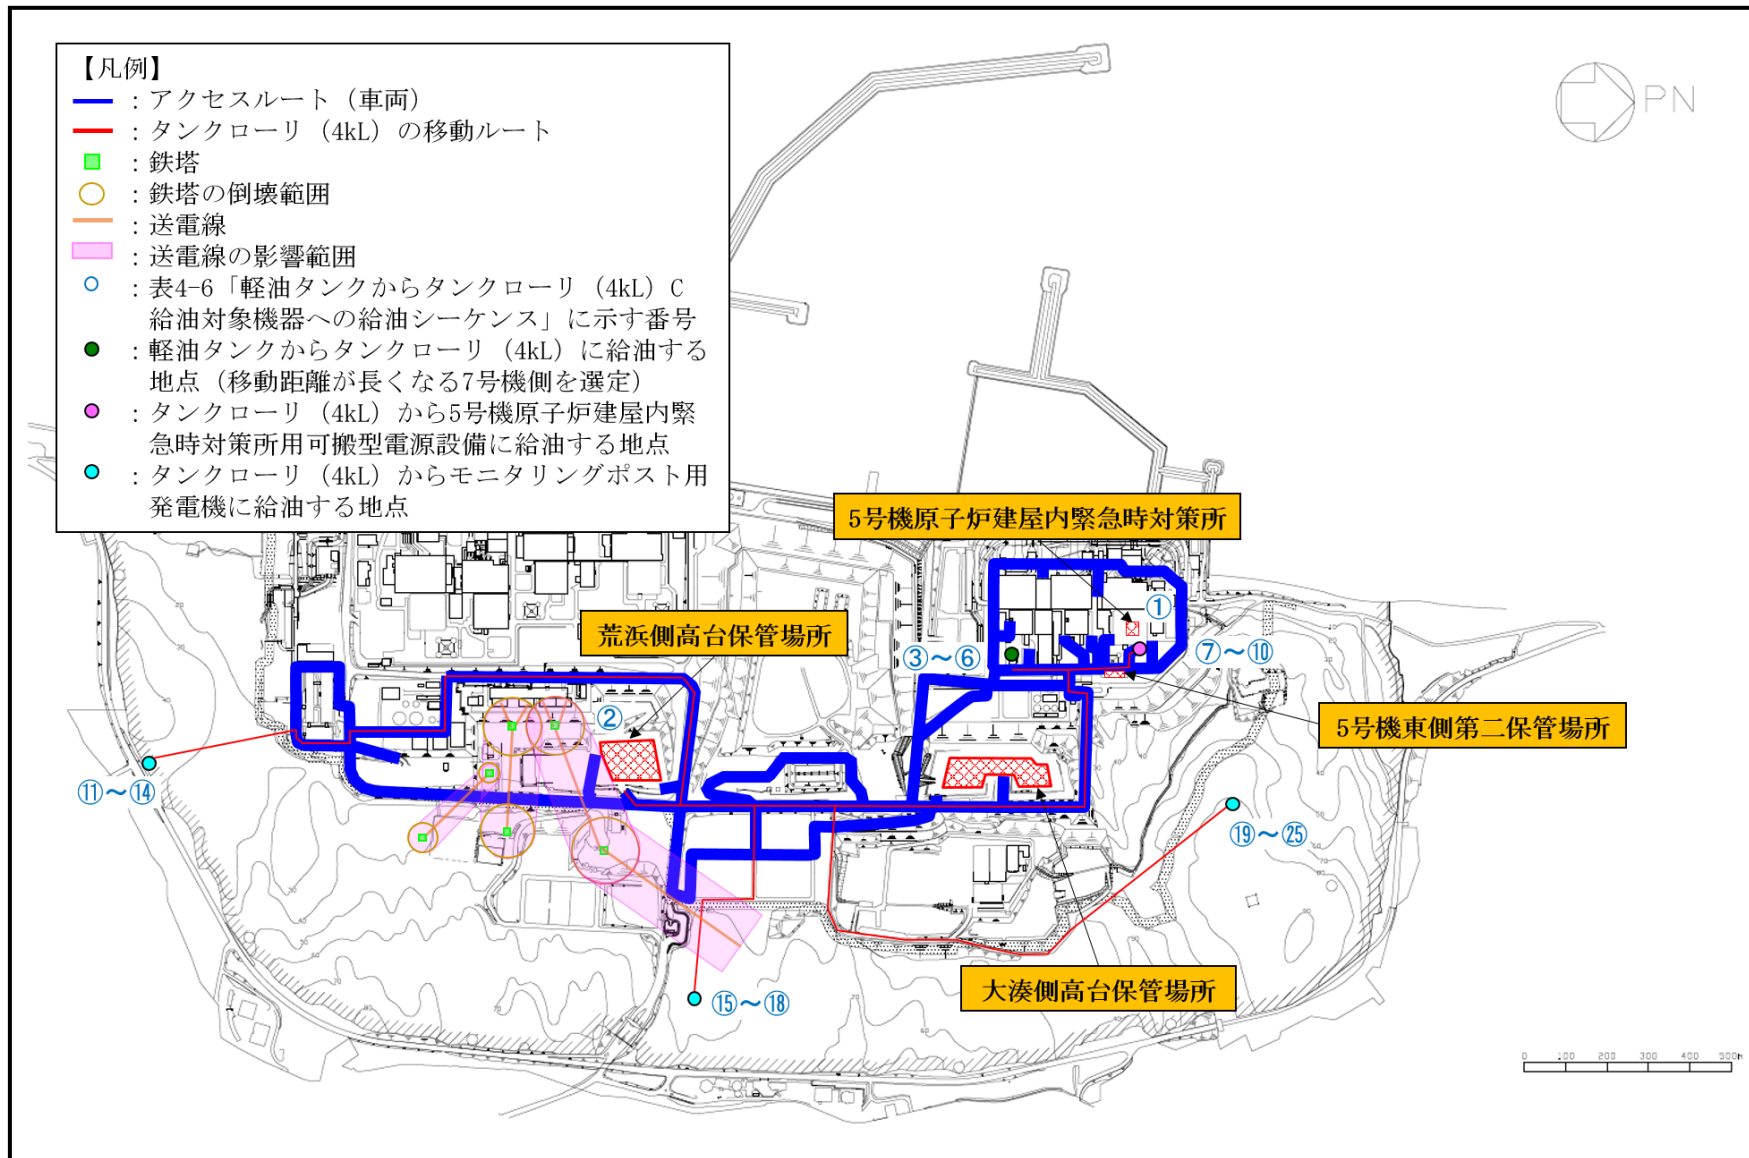 【凡例】
：アクセスルート（車両）
：タンクローリ（4kL）の移動ルート
：鉄塔
：鉄塔の倒壊範囲
：送電線
：送電線の影響範囲
：表4-6「軽油タンクからタンクローリ（4kL）C
給油対象機器への給油シーケンス」に示す番号
：軽油タンクからタンクローリ（4kL）に給油する
地点（移動距離が長くなる7号機側を選定）
：タンクローリ（4kL）から5号機原子炉建屋内緊
急時対策所用可搬型電源設備に給油する地点
：タンクローリ（4kL）からモニタリングポスト用
発電機に給油する地点
PN
5号機原子炉建屋内緊急時対策所
①
荒浜側高台保管場所
③～⑥
⑦～⑩
②
5号機東側第二保管場所
⑪～⑭
⑲～㉕
大湊側高台保管場所
⑮～⑱
0 100 200 300 400 500m